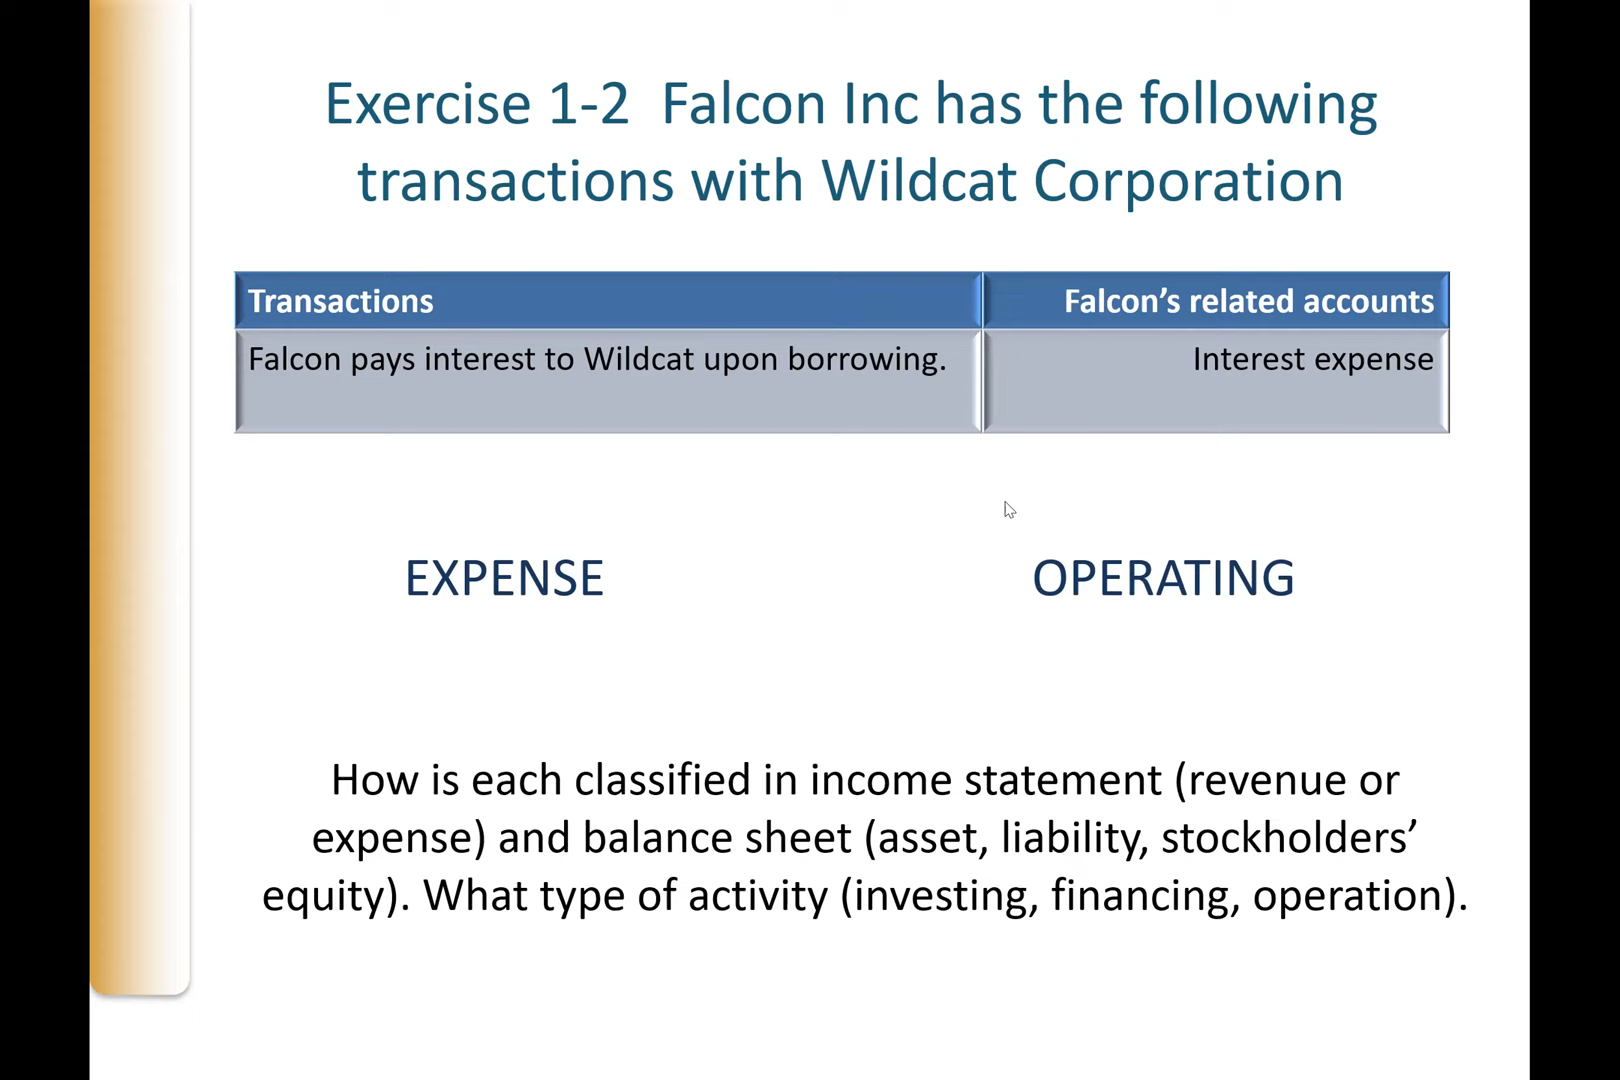 Exercise 1-2  Falcon Inc has the following
transactions with Wildcat Corporation
Transactions
Falcon’s related accounts
Falcon pays interest to Wildcat upon borrowing.
Interest expense
EXPENSE
OPERATING
How is each classified in income statement (revenue or
expense) and balance sheet (asset, liability, stockholders’
equity). What type of activity (investing, financing, operation).